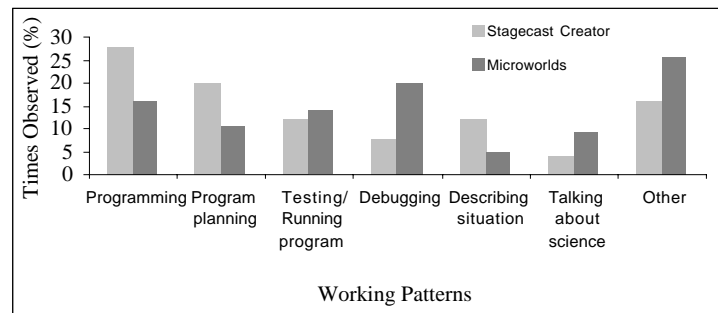 Times Observed (%)
30
25
20
15
10
5
0
Stagecast Creator
Microworlds
Programming
Program
planning
Testing/
Running
program
Debugging
Describing
situation
Talking
about
science
Other
Working Patterns